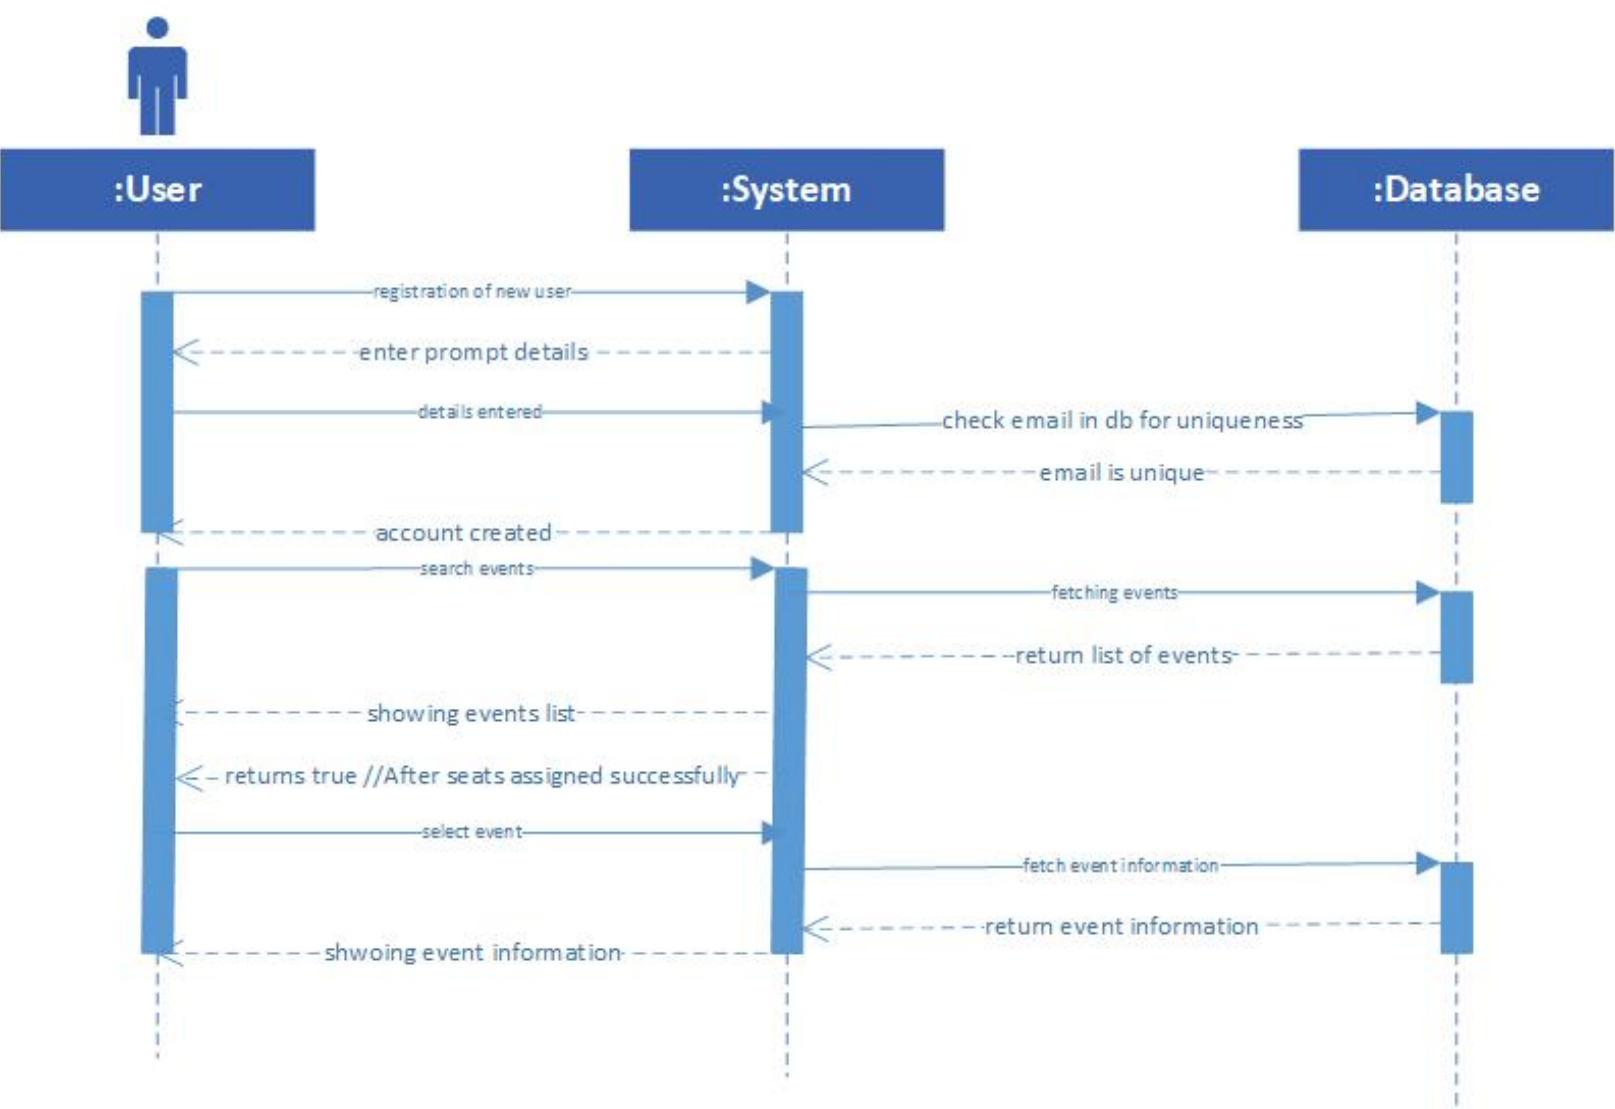 :User
:System
:Database
registration of new user
enter prompt details
details entered
check email in db for uniqueness
email is unique
account created
search events
fetching events
return list of events
showing events list
returns true //After seats assigned successfully
select event
fetch event information
return event information
shwoing event information